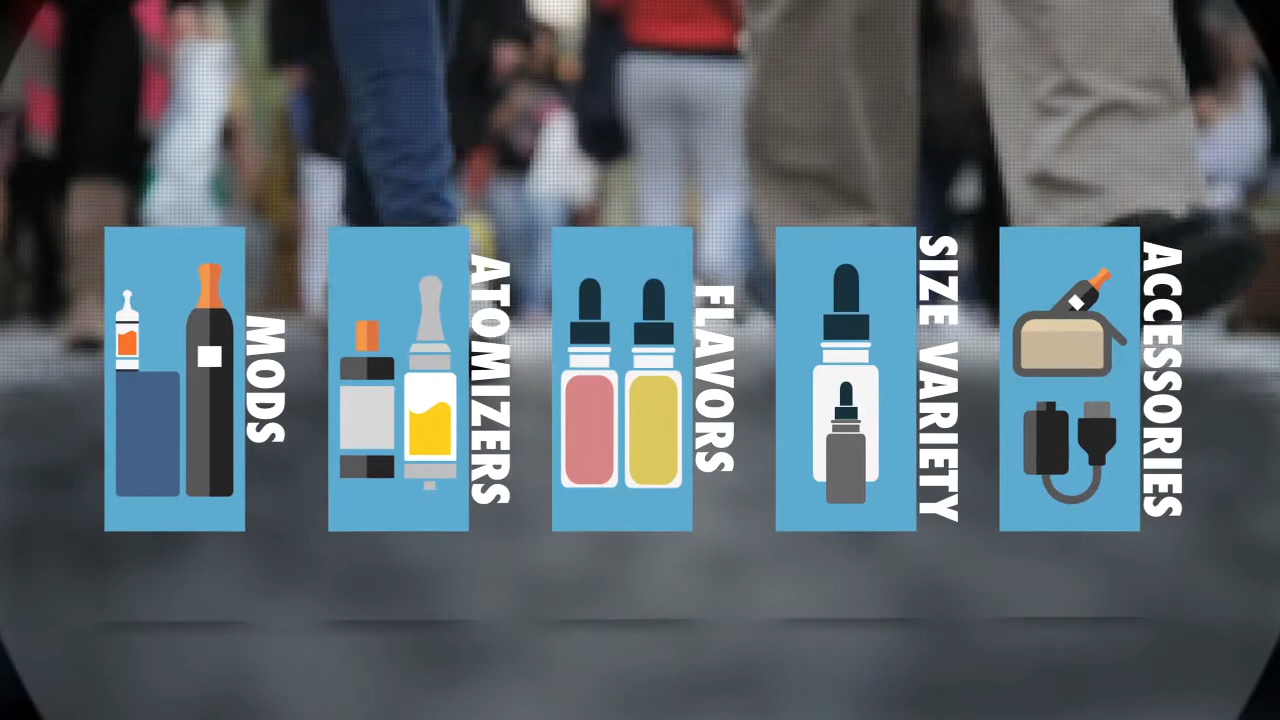 MODS
ATOMIZERS
FLAVORS
SIZE VARIETY
ACCESSORIES